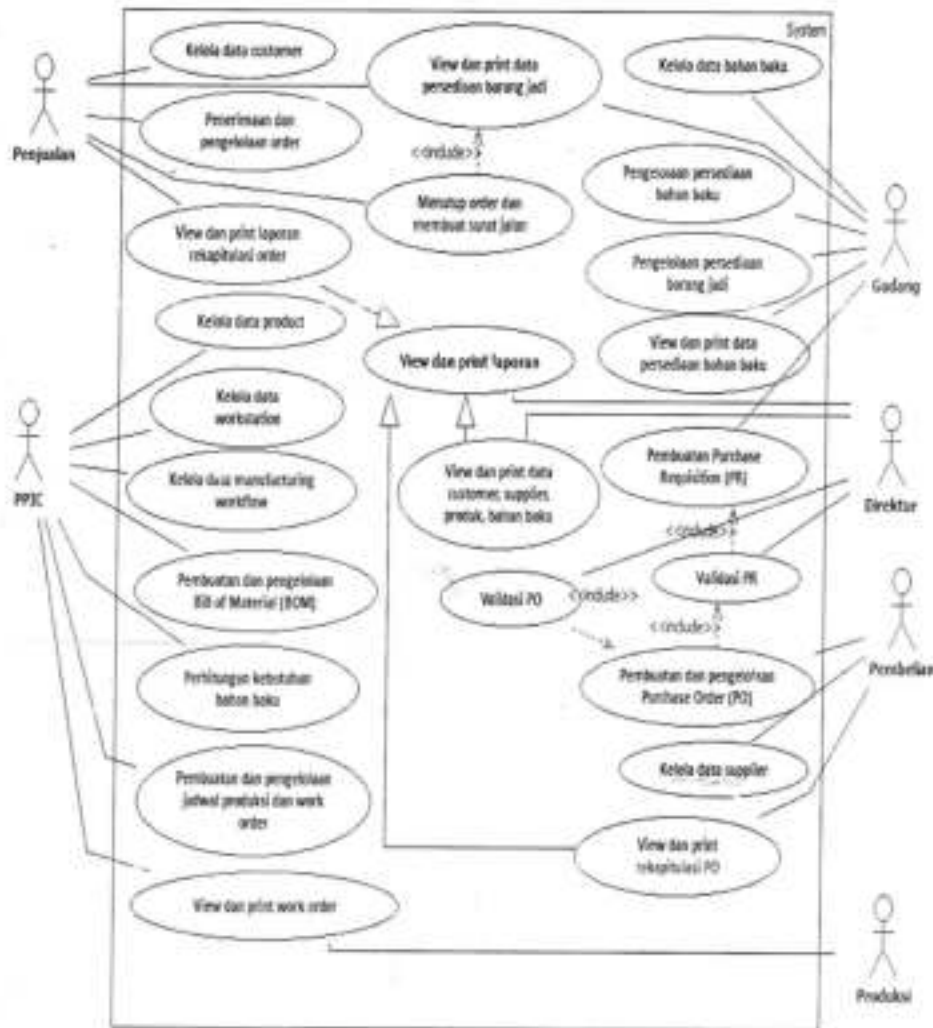 System
Kelola data customer
View dan print data
persediaan barang jadi
Kelola data bahan baku
Penjualan
Penerimaan dan
pengelolaan order
<<include>>
Pengelolaan persediaan
bahan baku
Menutup order dan
membuat surat jalan
View dan print laporan
rekapitulasi order
Pengelolaan persediaan
barang jadi
Gudang
Kelola data product
View dan print laporan
View dan print data
persediaan bahan baku
Kelola data
workstation
PPIC
Kelola data manufacturing
workflow
View dan print data
customer, supplier,
produk, bahan baku
Pembuatan Purchase
Requisition (PR)
Direktur
<<include>>
Pembuatan dan pengelolaan
Bill of Material (BOM)
Validasi PO
<<include>>
Validasi PR
<<include>>
Perhitungan kebutuhan
bahan baku
Pembuatan dan pengelolaan
Purchase Order (PO)
Pembelian
Pembuatan dan pengelolaan
jadwal produksi dan work
order
Kelola data supplier
View dan print
rekapitulasi PO
View dan print work order
Produksi